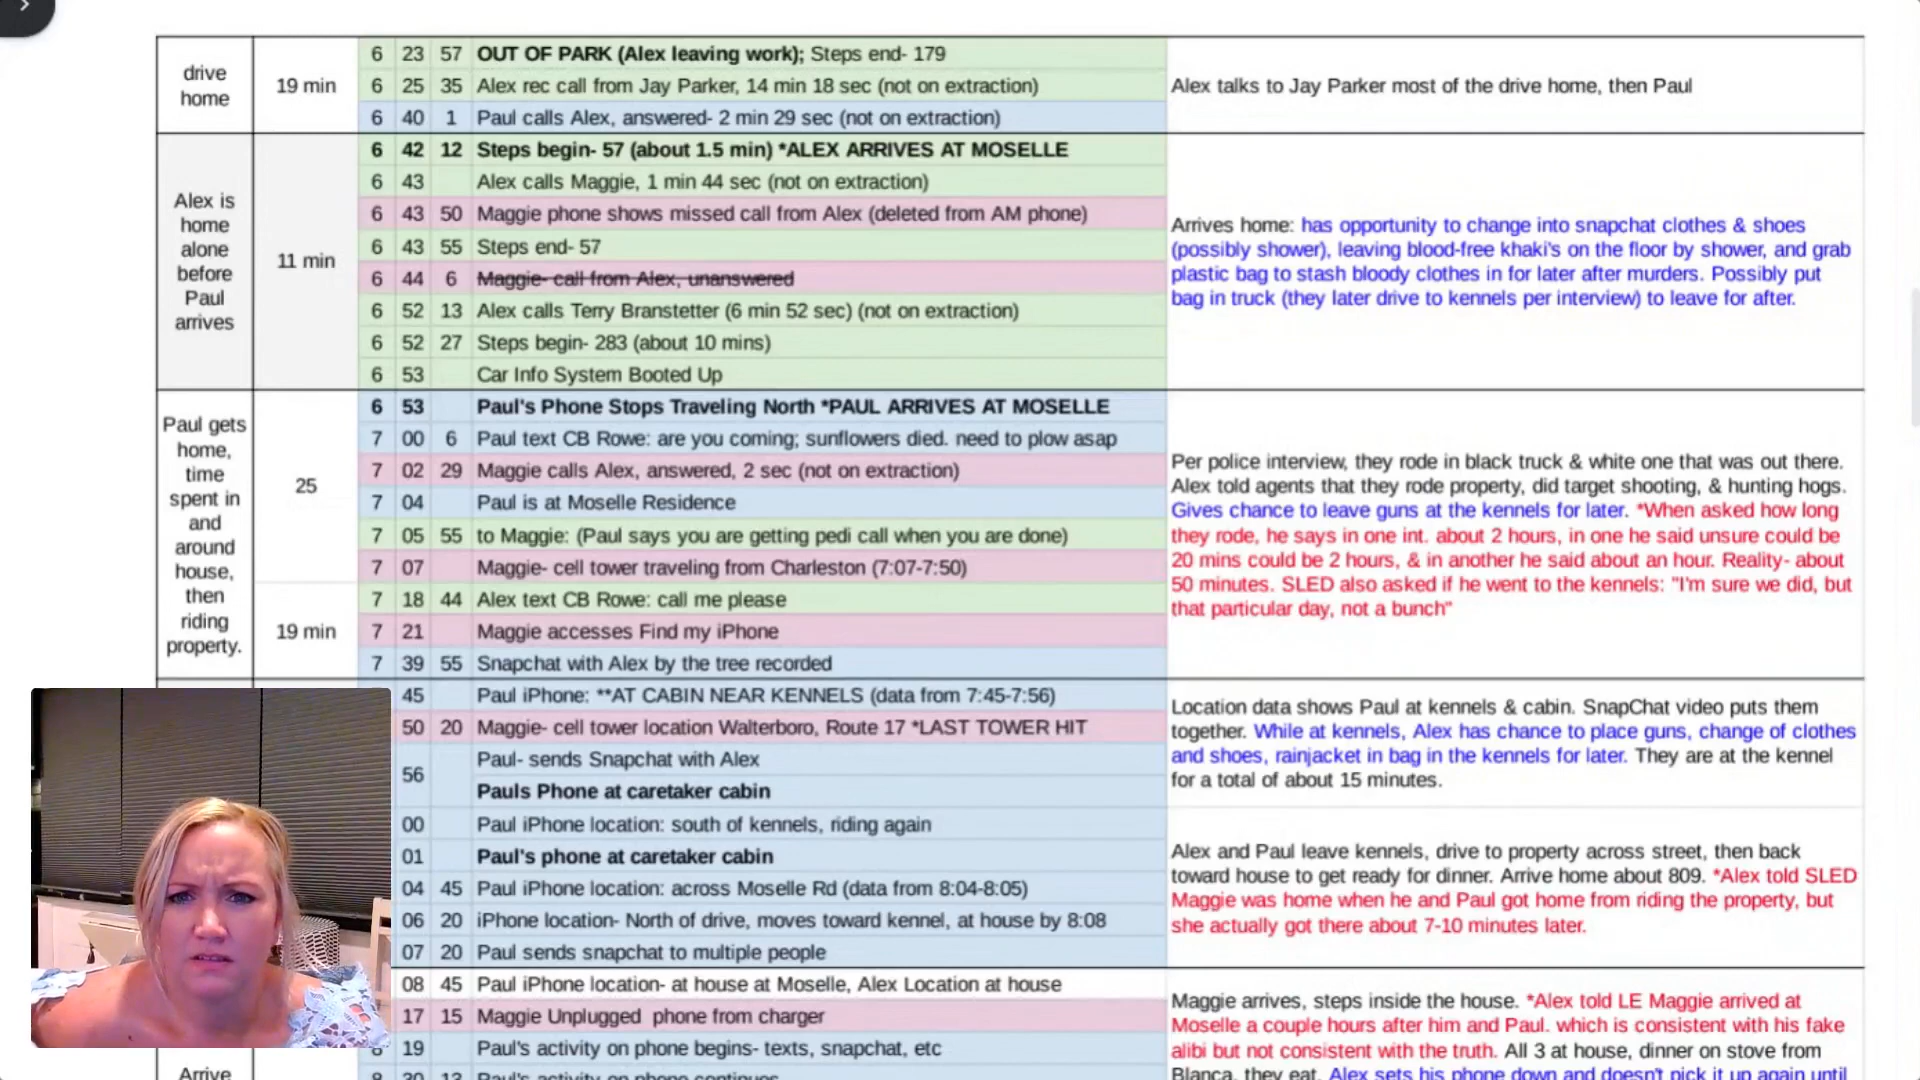 drive
home
19 min
6 23 57 OUT OF PARK (Alex leaving work); Steps end- 179
6 25 35 Alex rec call from Jay Parker, 14 min 18 sec (not on extraction)
6 40 1 Paul calls Alex, answered- 2 min 29 sec (not on extraction)
Alex talks to Jay Parker most of the drive home, then Paul
Alex is
home
alone
before
Paul
arrives
11 min
6 42 12 Steps begin- 57 (about 1.5 min) *ALEX ARRIVES AT MOSELLE
6 43 Alex calls Maggie, 1 min 44 sec (not on extraction)
6 43 50 Maggie phone shows missed call from Alex (deleted from AM phone)
6 43 55 Steps end- 57
6 44 6 Maggie- call from Alex, unanswered
6 52 13 Alex calls Terry Branstetter (6 min 52 sec) (not on extraction)
6 52 27 Steps begin- 283 (about 10 mins)
6 53 Car Info System Booted Up
Arrives home: has opportunity to change into snapchat clothes & shoes
(possibly shower), leaving blood-free khaki's on the floor by shower, and grab
plastic bag to stash bloody clothes in for later after murders. Possibly put
bag in truck (they later drive to kennels per interview) to leave for after.
Paul gets
home,
time
spent in
and
around
house,
then
riding
property.
25
19 min
6 53 Paul's Phone Stops Traveling North *PAUL ARRIVES AT MOSELLE
7 00 6 Paul text CB Rowe: are you coming; sunflowers died. need to plow asap
7 02 29 Maggie calls Alex, answered, 2 sec (not on extraction)
7 04 Paul is at Moselle Residence
7 05 55 to Maggie: (Paul says you are getting pedi call when you are done)
7 07 Maggie- cell tower traveling from Charleston (7:07-7:50)
7 18 44 Alex text CB Rowe: call me please
7 21 Maggie accesses Find my iPhone
7 39 55 Snapchat with Alex by the tree recorded
Per police interview, they rode in black truck & white one that was out there.
Alex told agents that they rode property, did target shooting, & hunting hogs.
Gives chance to leave guns at the kennels for later. *When asked how long
they rode, he says in one int. about 2 hours, in one he said unsure could be
20 mins could be 2 hours, & in another he said about an hour. Reality- about
50 minutes. SLED also asked if he went to the kennels: "I'm sure we did, but
that particular day, not a bunch"
45 Paul iPhone: **AT CABIN NEAR KENNELS (data from 7:45-7:56)
50 20 Maggie- cell tower location Walterboro, Route 17 *LAST TOWER HIT
56 Paul- sends Snapchat with Alex
Pauls Phone at caretaker cabin
Location data shows Paul at kennels & cabin. SnapChat video puts them
together. While at kennels, Alex has chance to place guns, change of clothes
and shoes, rainjacket in bag in the kennels for later. They are at the kennel
for a total of about 15 minutes.
00 Paul iPhone location: south of kennels, riding again
01 Paul's phone at caretaker cabin
04 45 Paul iPhone location: across Moselle Rd (data from 8:04-8:05)
06 20 iPhone location- North of drive, moves toward kennel, at house by 8:08
07 20 Paul sends snapchat to multiple people
Alex and Paul leave kennels, drive to property across street, then back
toward house to get ready for dinner. Arrive home about 809. *Alex told SLED
Maggie was home when he and Paul got home from riding the property, but
she actually got there about 7-10 minutes later.
Arrive
08 45 Paul iPhone location- at house at Moselle, Alex Location at house
17 15 Maggie Unplugged phone from charger
8 19 Paul's activity on phone begins- texts, snapchat, etc
8 30 13 Paul's activity on phone continues
Maggie arrives, steps inside the house. *Alex told LE Maggie arrived at
Moselle a couple hours after him and Paul. which is consistent with his fake
alibi but not consistent with the truth. All 3 at house, dinner on stove from
Blanca, they eat. Alex sets his phone down and doesn't pick it up again until